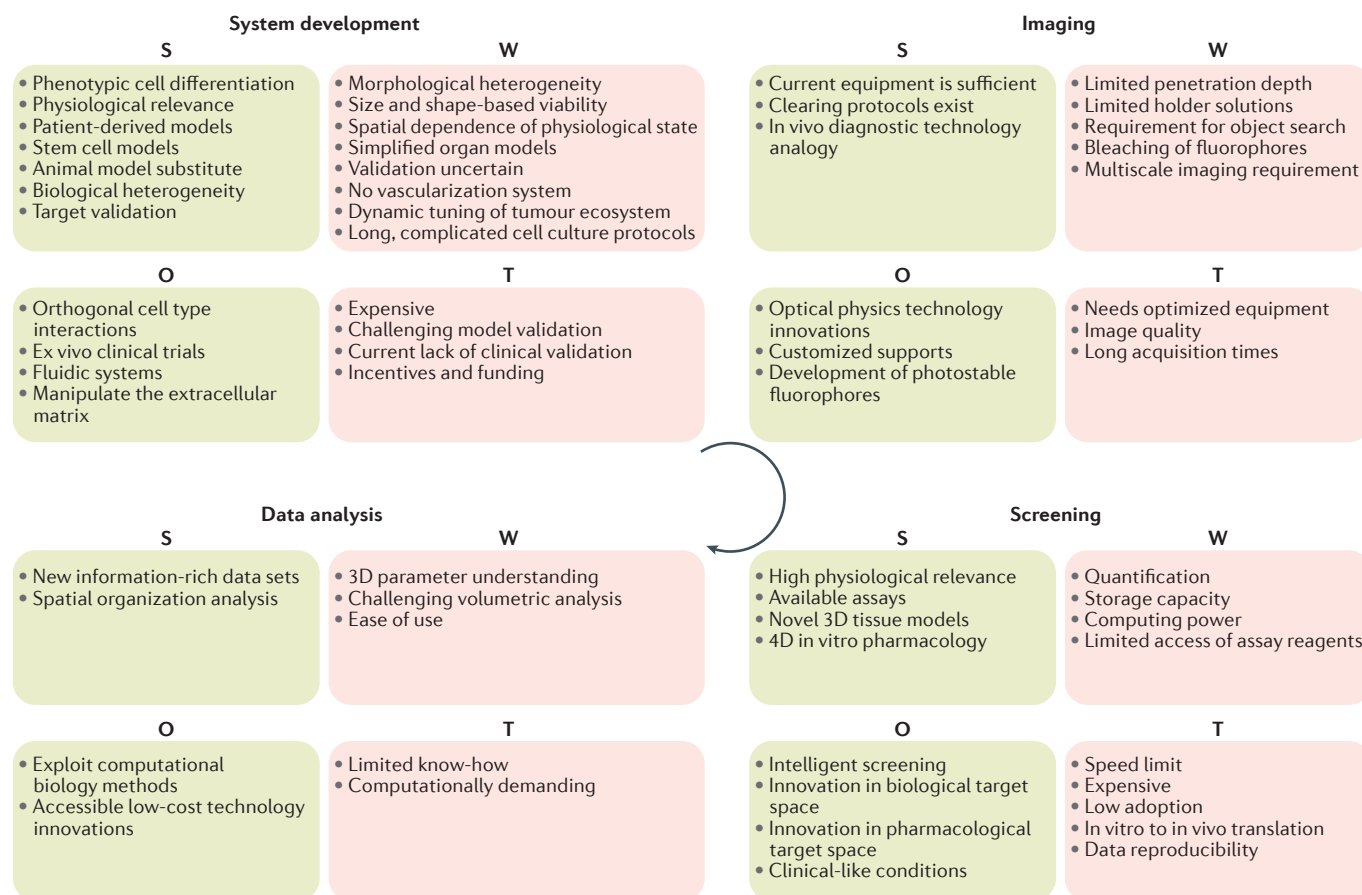 System development
S
• Phenotypic cell differentiation
• Physiological relevance
• Patient-derived models
• Stem cell models
• Animal model substitute
• Biological heterogeneity
• Target validation
W
• Morphological heterogeneity
• Size and shape-based viability
• Spatial dependence of physiological state
• Simplified organ models
• Validation uncertain
• No vascularization system
• Dynamic tuning of tumour ecosystem
• Long, complicated cell culture protocols
O
• Orthogonal cell type
interactions
• Ex vivo clinical trials
• Fluidic systems
• Manipulate the extracellular
matrix
T
• Expensive
• Challenging model validation
• Current lack of clinical validation
• Incentives and funding
Imaging
S
• Current equipment is sufficient
• Clearing protocols exist
• In vivo diagnostic technology
analogy
W
• Limited penetration depth
• Limited holder solutions
• Requirement for object search
• Bleaching of fluorophores
• Multiscale imaging requirement
O
• Optical physics technology
innovations
• Customized supports
• Development of photostable
fluorophores
T
• Needs optimized equipment
• Image quality
• Long acquisition times
Data analysis
S
• New information-rich data sets
• Spatial organization analysis
W
• 3D parameter understanding
• Challenging volumetric analysis
• Ease of use
O
• Exploit computational
biology methods
• Accessible low-cost technology
innovations
T
• Limited know-how
• Computationally demanding
Screening
S
• High physiological relevance
• Available assays
• Novel 3D tissue models
• 4D in vitro pharmacology
W
• Quantification
• Storage capacity
• Computing power
• Limited access of assay reagents
O
• Intelligent screening
• Innovation in biological target
space
• Innovation in pharmacological
target space
• Clinical-like conditions
T
• Speed limit
• Expensive
• Low adoption
• In vitro to in vivo translation
• Data reproducibility